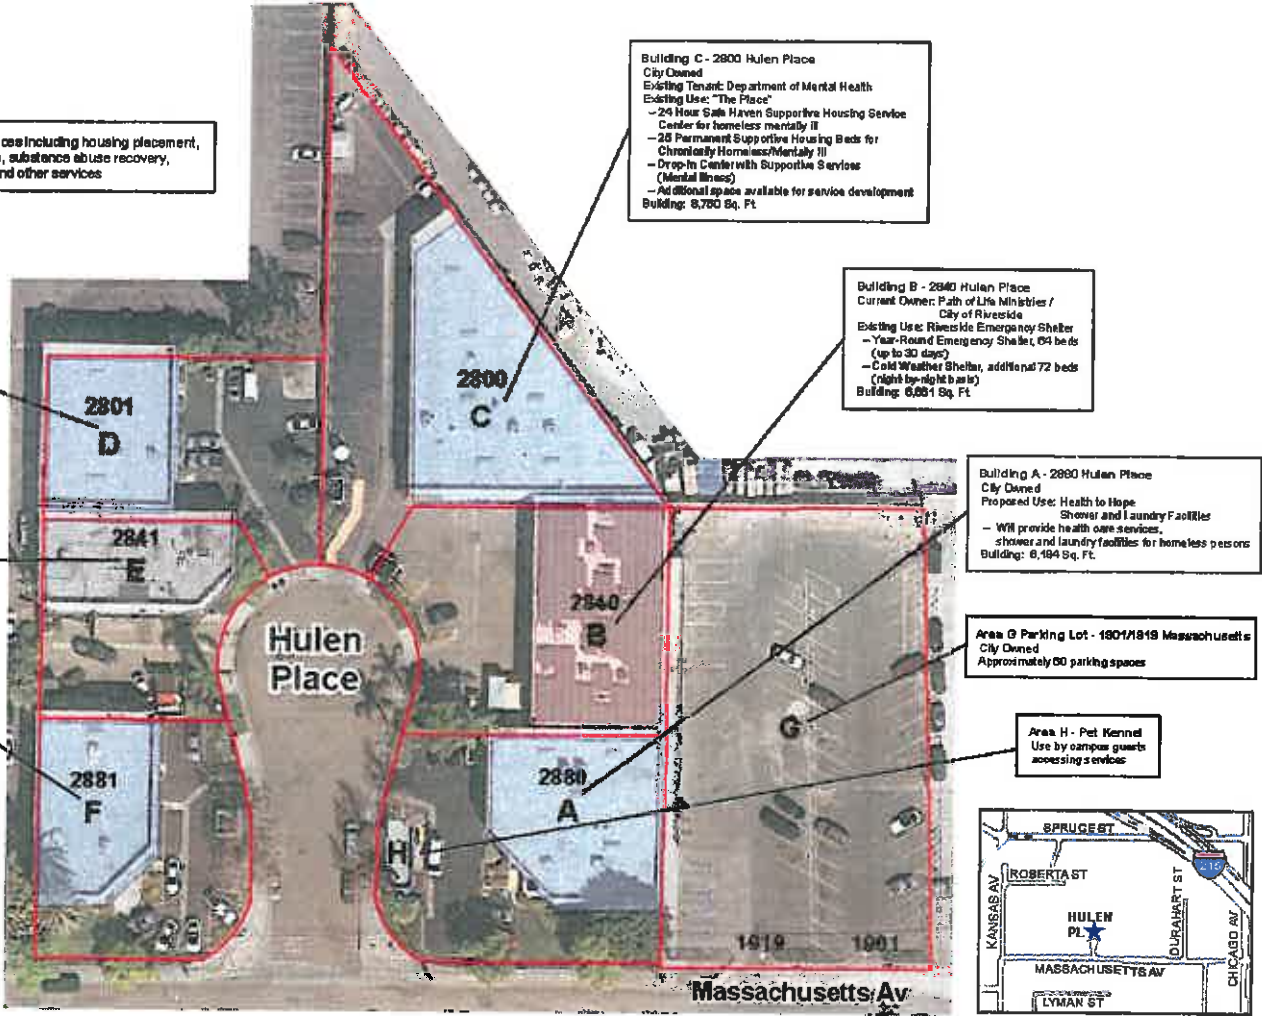 Building C - 2800 Hulen Place
City Owned
Existing Tenant: Department of Mental Health
Existing Use: "The Place"
- 24 Hour Safe Haven Supportive Housing Service
Center for homeless mentally ill
- 25 Permanent Supportive Housing Beds for
Chronically Homeless/Mentally Ill
- Drop-In Center with Supportive Services
(Mental Illness)
- Additional space available for service development
Building: 8,760 Sq. Ft.
ces including housing placement,
, substance abuse recovery,
nd other services
Building B - 2840 Hulen Place
Current Owner: Path of Life Ministries /
City of Riverside
Existing Use: Riverside Emergency Shelter
- Year-Round Emergency Shelter, 64 beds
(up to 30 days)
- Cold Weather Shelter, additional 72 beds
(night-by-night basis)
Building: Sq. Ft.
2800
C
2801
D
Building A - 2880 Hulen Place
City Owned
Proposed Use: Health to Hope
Shower and Laundry Facilities
- Will provide health care services,
shower and laundry facilities for homeless persons
Building: 6,194 Sq. Ft.
2841
E
2840
B
Hulen
Place
Area G Parking Lot - 1901/1919 Massachusetts
City Owned
Approximately 60 parking spaces
G
Area H - Pet Kennel
Use by campus guests
accessing services
2881
F
2880
A
H
1919 1901
Massachusetts Av
SPRUCE ST
215
ROBERTA ST
KANSAS AV
HULEN
PL
DURAHART ST
CHICAGO AV
MASSACHUSETTS AV
LYMAN ST